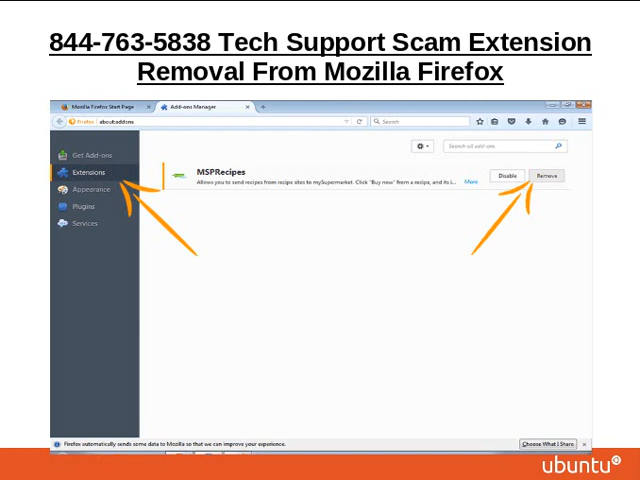 844-763-5838 Tech Support Scam Extension
Removal From Mozilla Firefox
Mozilla Firefox Start Page
Add-ons Manager
Firefox about:addons
Search
Search all add-ons
Get Add-ons
Extensions
Appearance
Plugins
Services
MSPRecipes
Allows you to send recipes from recipe sites to mySupermarket. Click "Buy new" from a recipe, and its i... More
Disable
Remove
Firefox automatically sends some data to Mozilla so that we can improve your experience.
Choose What I Share
ubuntu